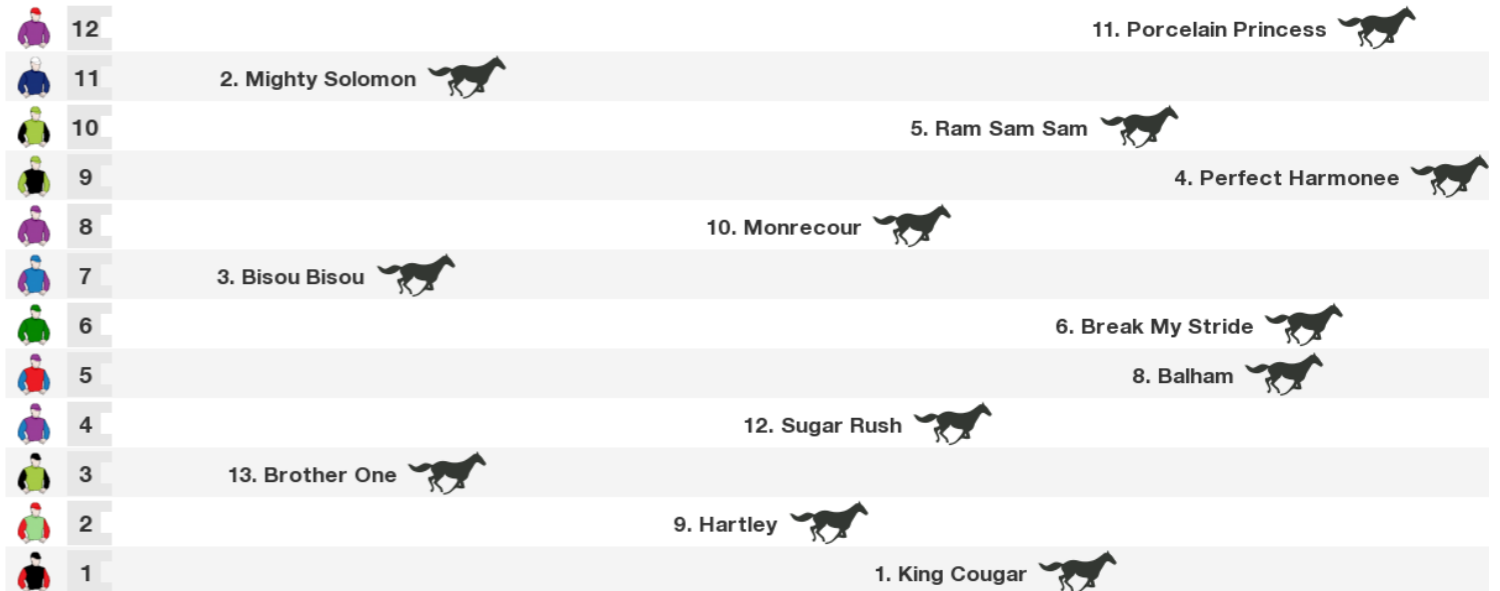 12 11. Porcelain Princess
11 2. Mighty Solomon
10 5. Ram Sam Sam
9 4. Perfect Harmonee
8 10. Monrecour
7 3. Bisou Bisou
6 6. Break My Stride
5 8. Balham
4 12. Sugar Rush
3 13. Brother One
2 9. Hartley
1 1. King Cougar